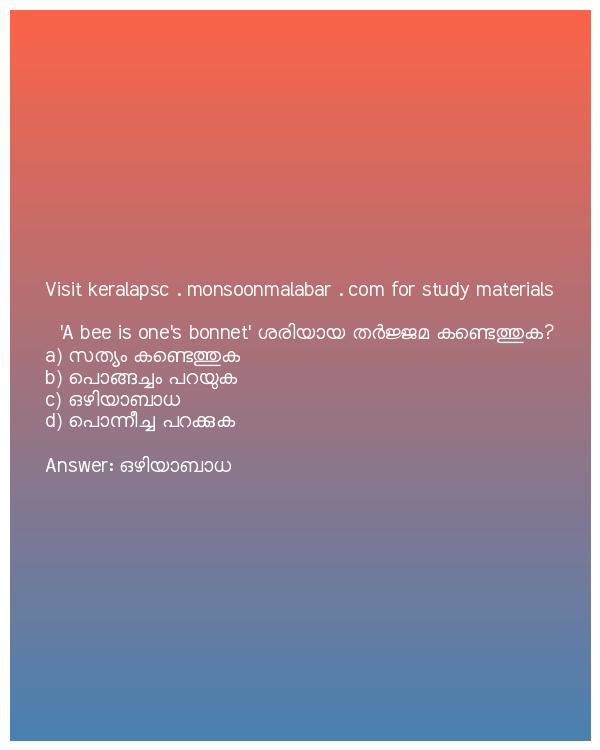 Visit keralapsc . monsoonmalabar . com for study materials
'A bee is one's bonnet' ശരിയായ തർജ്ജമ കണ്ടെത്തുക?
a) സത്യം കണ്ടെത്തുക
b) പൊങ്ങച്ചം പറയുക
c) ഒഴിയാബാധ
d) പൊന്നീച്ച പറക്കുക
Answer: ഒഴിയാബാധ